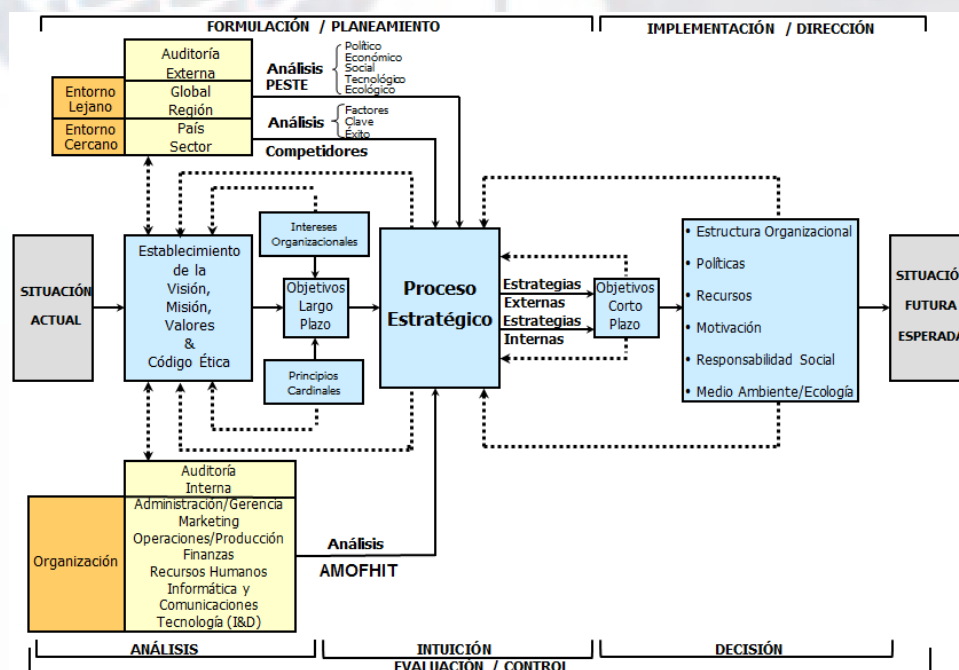 FORMULACIÓN / PLANEAMIENTO
IMPLEMENTACIÓN / DIRECCIÓN
Auditoría
Externa
Entorno
Lejano
Global
Región
Entorno
Cercano
País
Sector
Análisis
PESTE
Político
Económico
Social
Tecnológico
Ecológico
Análisis
Competidores
Factores
Clave
Éxito
SITUACIÓN
ACTUAL
Establecimiento
de la
Visión,
Misión,
Valores
&
Código Ética
Intereses
Organizacionales
Objetivos
Largo
Plazo
Principios
Cardinales
Proceso
Estratégico
Estrategias
Externas
Estrategias
Internas
Objetivos
Corto
Plazo
• Estructura Organizacional
• Políticas
• Recursos
• Motivación
• Responsabilidad Social
• Medio Ambiente/Ecología
SITUACIÓN
FUTURA
ESPERADA
Auditoría
Interna
Organización
Administración/Gerencia
Marketing
Operaciones/Producción
Finanzas
Recursos Humanos
Informática y
Comunicaciones
Tecnología (I&D)
Análisis
AMOFHIT
ANÁLISIS
INTUICIÓN
DECISIÓN
EVALUACIÓN / CONTROL